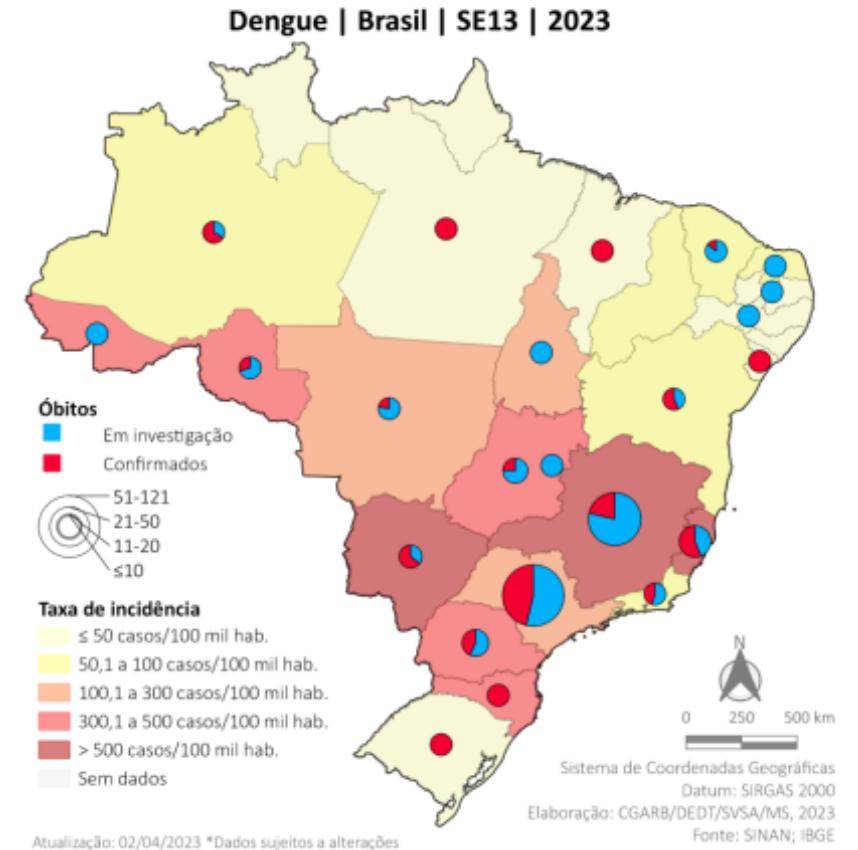 Dengue | Brasil | SE13 | 2023
Óbitos
Em investigação
Confirmados
51-121
21-50
11-20
≤10
Taxa de incidência
≤ 50 casos/100 mil hab.
50,1 a 100 casos/100 mil hab.
100,1 a 300 casos/100 mil hab.
300,1 a 500 casos/100 mil hab.
> 500 casos/100 mil hab.
Sem dados
N
0 250 500 km
Sistema de Coordenadas Geográficas
Datum: SIRGAS 2000
Elaboração: CGARB/DEDT/SVSA/MS, 2023
Fonte: SINAN; IBGE
Atualização: 02/04/2023 *Dados sujeitos a alterações